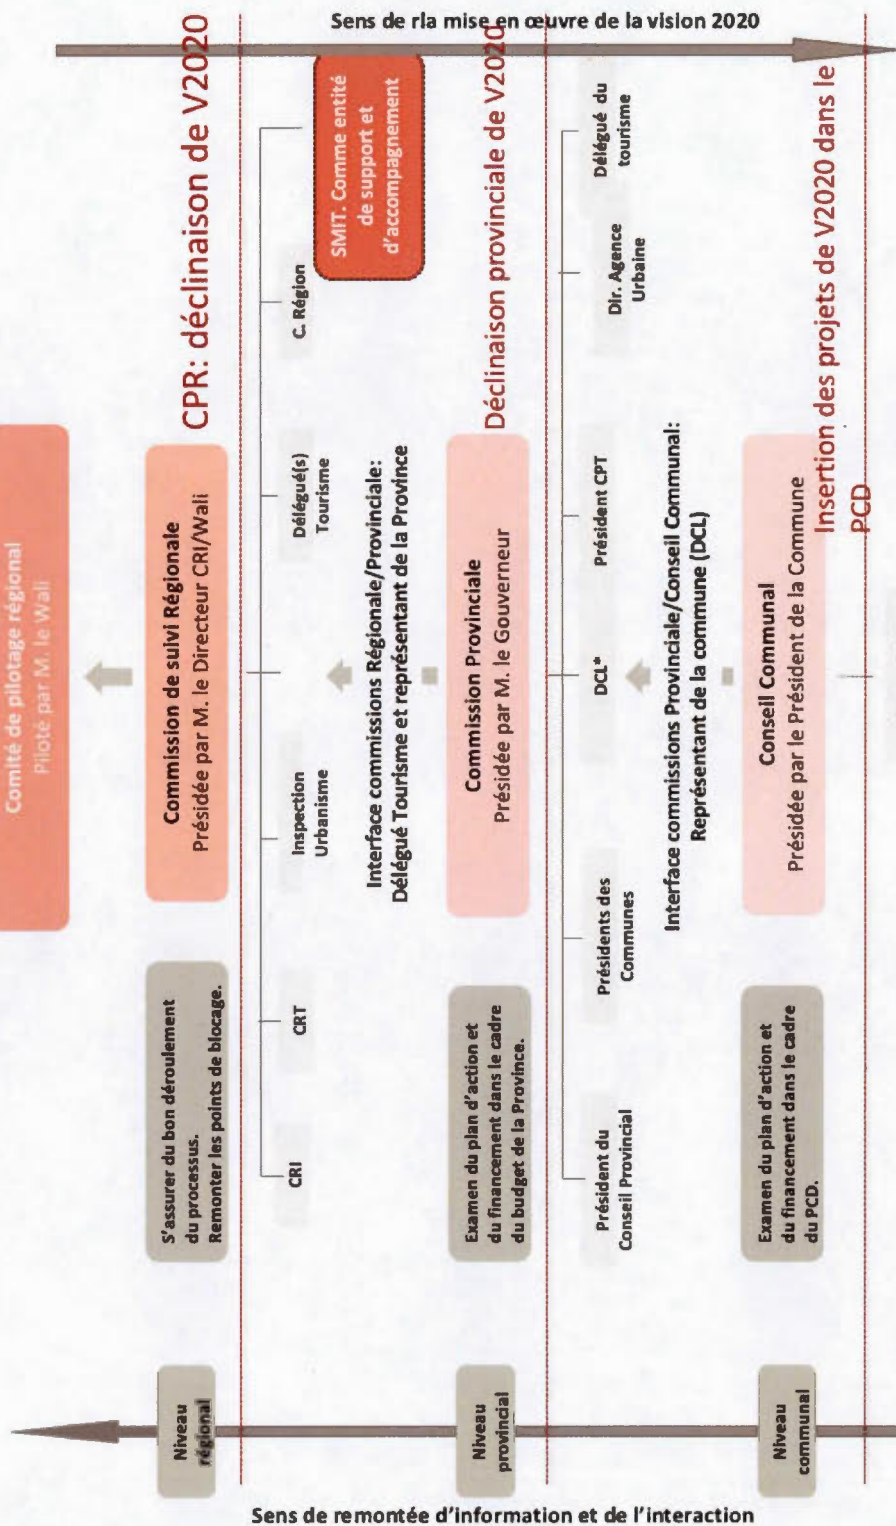 Sens de rla mise en œuvre de la vision 2020
Comité de pilotage régional
Piloté par M. le Wali
CPR: déclinaison de V2020
Niveau
régional
S'assurer du bon déroulement
du processus.
Remonter les points de blocage.
Commission de suivi Régionale
Présidée par M. le Directeur CRI/Wali
CRI
CRT
Inspection
Urbanisme
Délégué(s)
Tourisme
C. Région
SMIT. Comme entité
de support et
d'accompagnement
Interface commissions Régionale/Provinciale:
Délégué Tourisme et représentant de la Province
Déclinaison provinciale de V2020
Niveau
provincial
Examen du plan d'action et
du financement dans le cadre
du budget de la Province.
Commission Provinciale
Présidée par M. le Gouverneur
Président du
Conseil Provincial
Présidents des
Communes
DCL*
Président CPT
Dir. Agence
Urbaine
Délégué du
tourisme
Interface commissions Provinciale/Conseil Communal:
Représentant de la commune (DCL)
Niveau
communal
Examen du plan d'action et
du financement dans le cadre
du PCD.
Conseil Communal
Présidée par le Président de la Commune
Insertion des projets de V2020 dans le
PCD
Sens de remontée d'information et de l'interaction